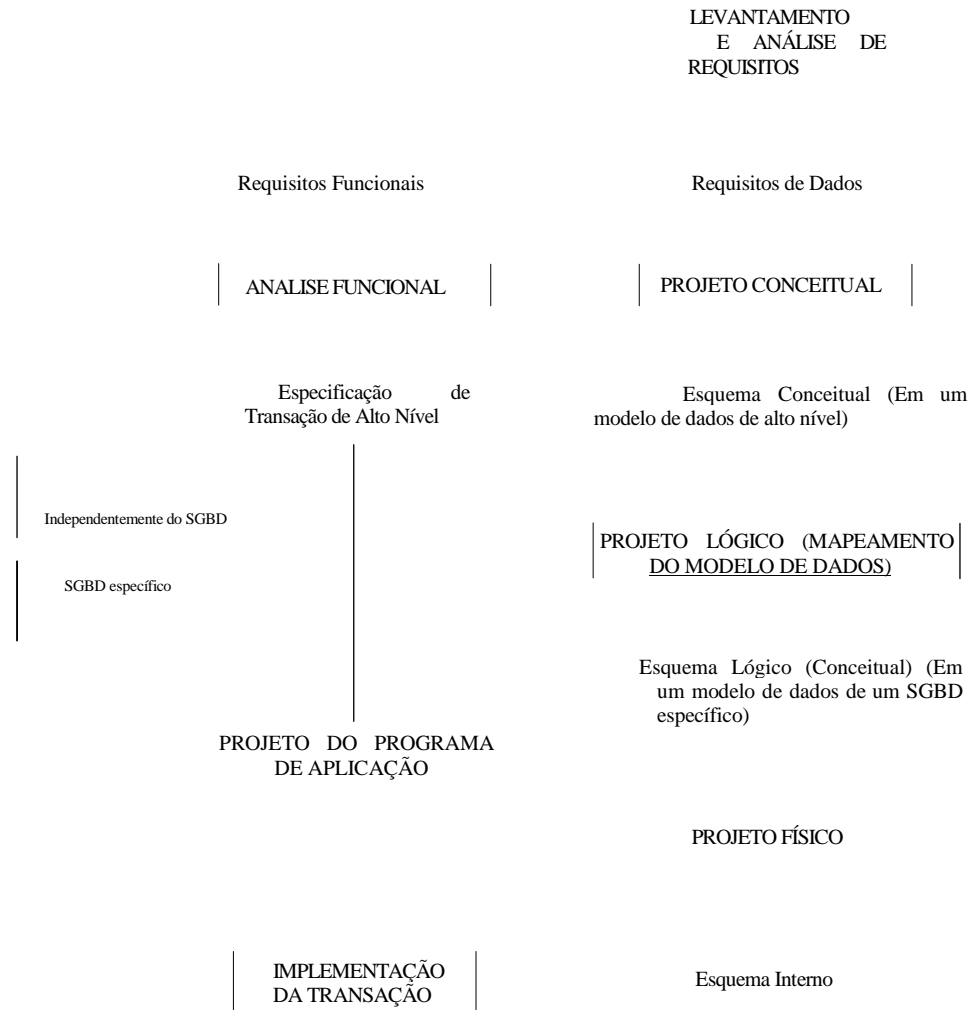 LEVANTAMENTO
E ANÁLISE DE
REQUISITOS
Requisitos Funcionais
Requisitos de Dados
ANALISE FUNCIONAL
PROJETO CONCEITUAL
Especificação de
Transação de Alto Nível
Esquema Conceitual (Em um
modelo de dados de alto nível)
Independentemente do SGBD
SGBD específico
PROJETO LÓGICO (MAPEAMENTO
DO MODELO DE DADOS)
Esquema Lógico (Conceitual) (Em
um modelo de dados de um SGBD
específico)
PROJETO DO PROGRAMA
DE APLICAÇÃO
PROJETO FÍSICO
IMPLEMENTAÇÃO
DA TRANSAÇÃO
Esquema Interno